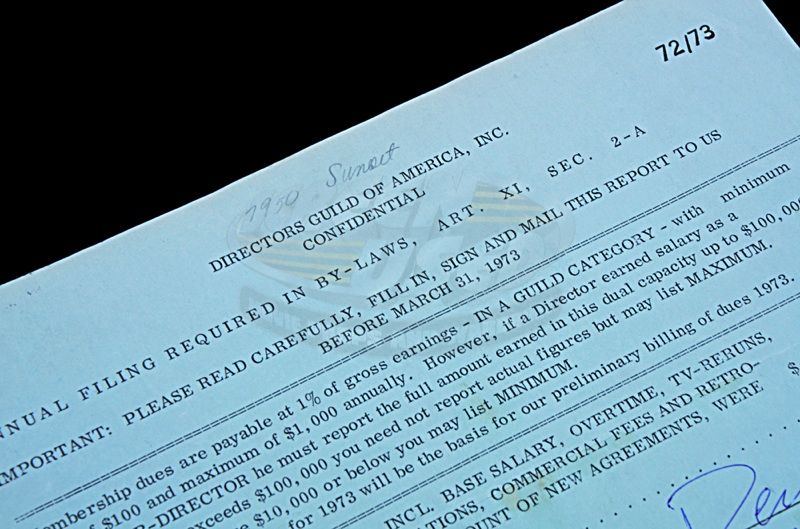 72/73
7950 Sunset
DIRECTORS GUILD OF AMERICA, INC.
CONFIDENTIAL
NNUAL FILING REQUIRED IN BY-LAWS, ART. XI, SEC. 2-A
IMPORTANT: PLEASE READ CAREFULLY, FILL IN, SIGN AND MAIL THIS REPORT TO US
BEFORE MARCH 31, 1973
embership dues are payable at 1% of gross earnings - IN A GUILD CATEGORY - with minimum
of $100 and maximum of $1,000 annually. However, if a Director earned salary as a
R-DIRECTOR he must report the full amount earned in this dual capacity up to $100,000
exceeds $100,000 you need not report actual figures but may list MAXIMUM.
e $10,000 or below you may list MINIMUM.
for 1973 will be the basis for our preliminary billing of dues 1973.
INCL. BASE SALARY, OVERTIME, TV-RERUNS,
TIONS, COMMERCIAL FEES AND RETRO-
OUNT OF NEW AGREEMENTS, WERE $